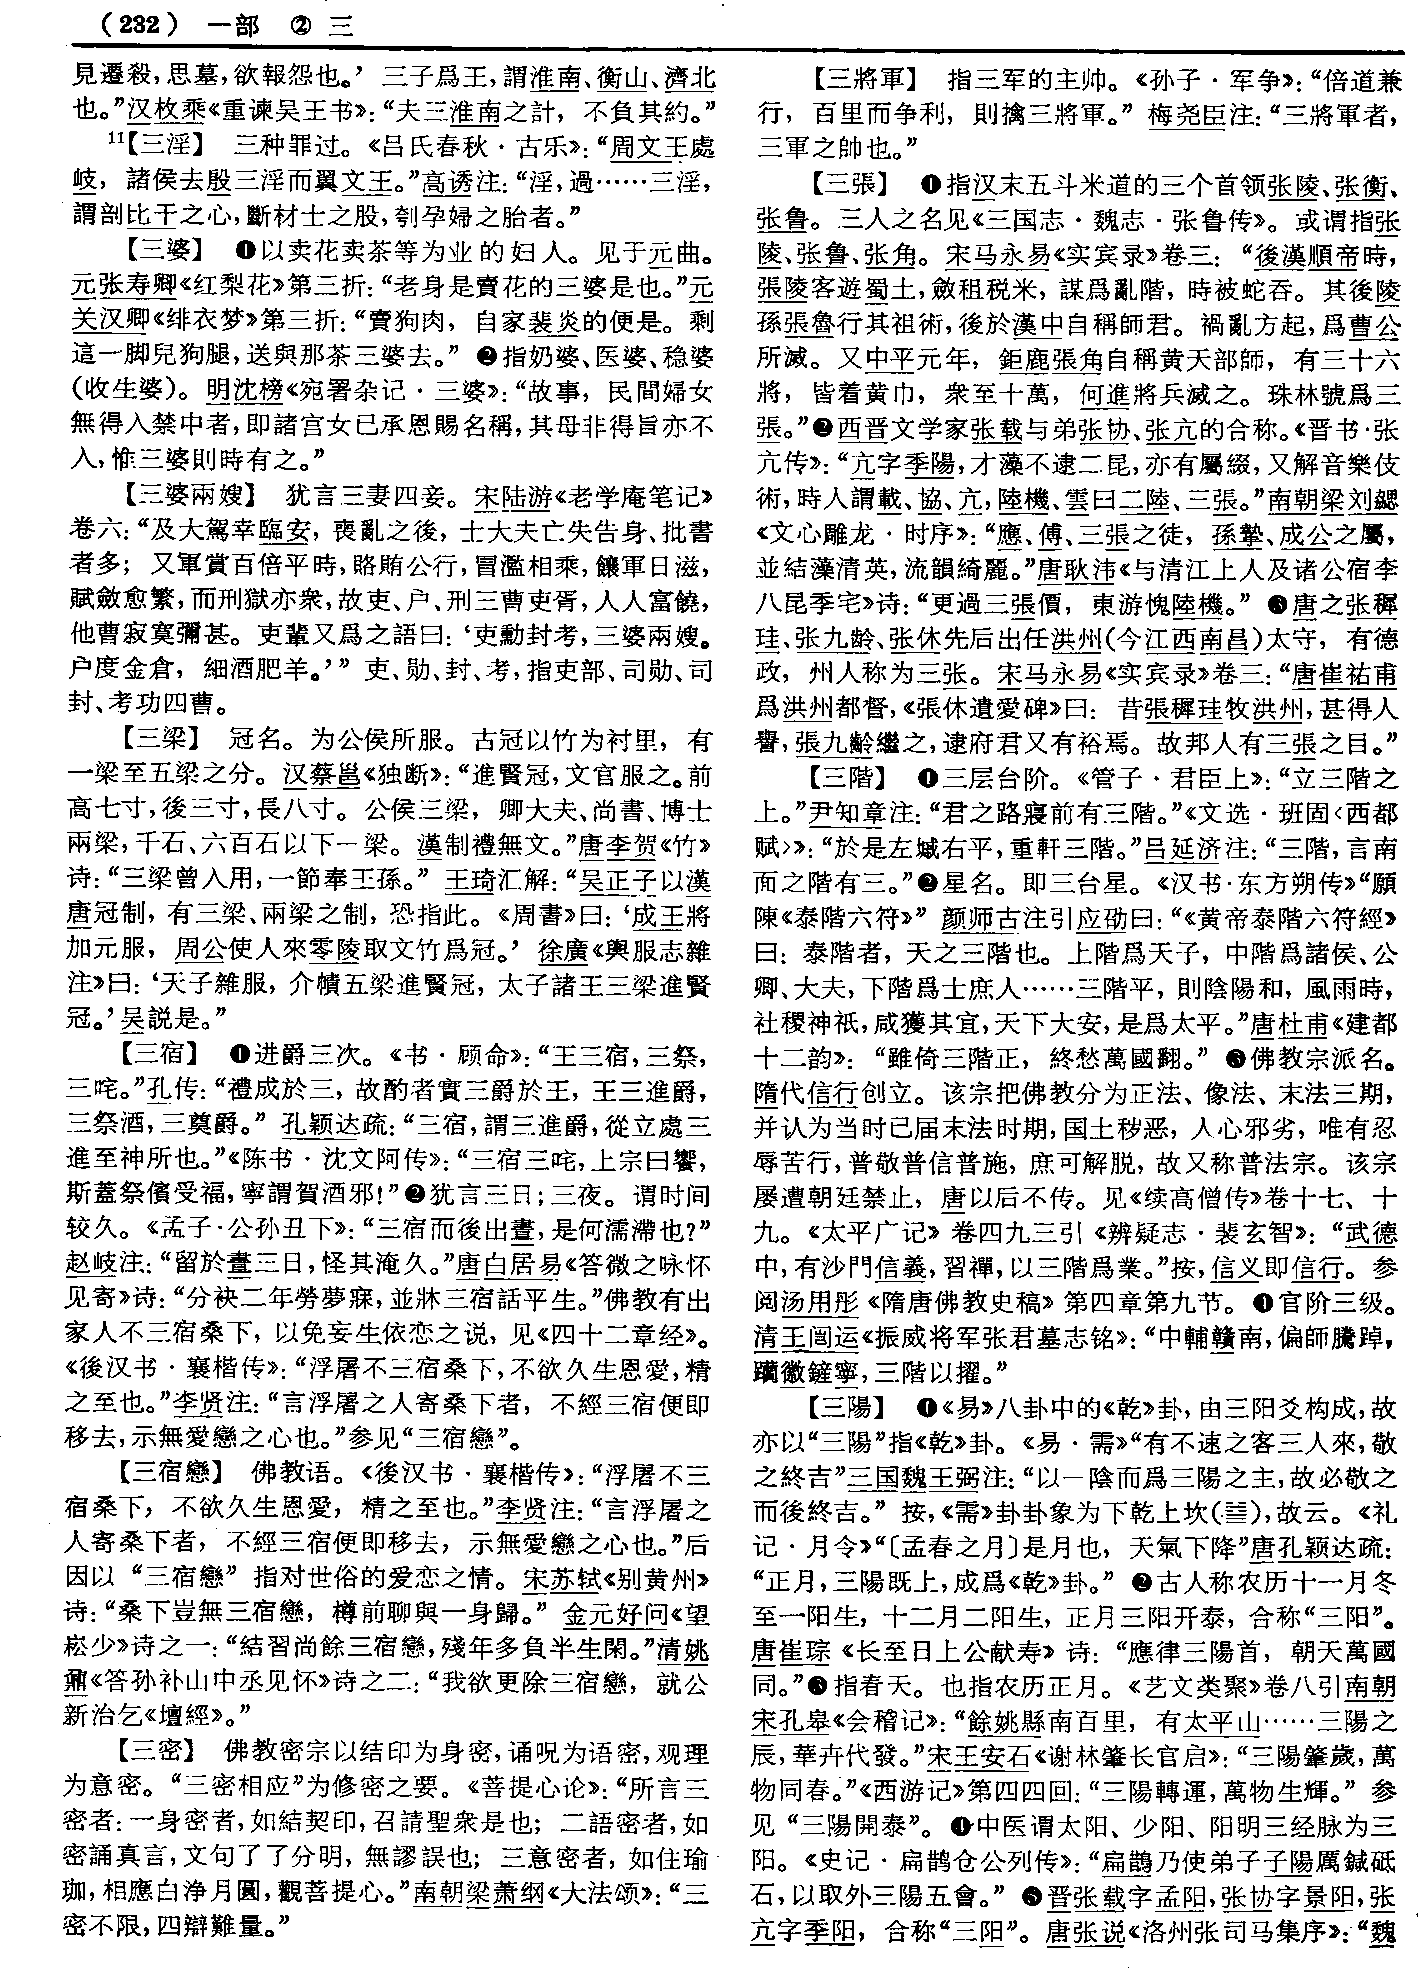 （232） 一部 ② 三
見遷殺，思墓，欲報怨也。’ 三子爲王，謂淮南、衡山、濟北
也。”汉枚乘《重谏吴王书》：“夫三淮南之計，不負其約。”
11【三淫】 三种罪过。《吕氏春秋·古乐》：“周文王處
岐，諸侯去殷三淫而翼文王。”高诱注：“淫，過……三淫，
謂剖比干之心，斷材士之股，刳孕婦之胎者。”
【三婆】 ❶以卖花卖茶等为业的妇人。见于元曲。
元张寿卿《红梨花》第三折：“老身是賣花的三婆是也。”元
关汉卿《绯衣梦》第三折：“賣狗肉，自家裴炎的便是。剩
這一脚兒狗腿，送與那茶三婆去。” ❷指奶婆、医婆、稳婆
(收生婆)。明沈榜《宛署杂记·三婆》：“故事，民間婦女
無得入禁中者，即諸宫女已承恩賜名稱，其母非得旨亦不
入，惟三婆則時有之。”
【三婆兩嫂】 犹言三妻四妾。宋陆游《老学庵笔记》
卷六：“及大駕幸臨安，喪亂之後，士大夫亡失告身、批書
者多；又軍賞百倍平時，賂賄公行，冒濫相乘，饟軍日滋，
賦斂愈繁，而刑獄亦衆，故吏、户、刑三曹吏胥，人人富饒，
他曹寂寞彌甚。吏輩又爲之語曰：‘吏勳封考，三婆兩嫂。
户度金倉，細酒肥羊。’” 吏、勋、封、考，指吏部、司勋、司
封、考功四曹。
【三梁】 冠名。为公侯所服。古冠以竹为衬里，有
一梁至五梁之分。汉蔡邕《独断》：“進賢冠，文官服之。前
高七寸，後三寸，長八寸。公侯三梁，卿大夫、尚書、博士
兩梁，千石、六百石以下一梁。漢制禮無文。”唐李贺《竹》
诗：“三梁曾入用，一節奉王孫。” 王琦汇解：“吴正子以漢
唐冠制，有三梁、兩梁之制，恐指此。《周書》曰：‘成王將
加元服，周公使人來零陵取文竹爲冠。’ 徐廣《輿服志雜
注》曰：‘天子雜服，介幘五梁進賢冠，太子諸王三梁進賢
冠。’吴説是。”
【三宿】 ❶进爵三次。《书·顾命》：“王三宿，三祭，
三咤。”孔传：“禮成於三，故酌者實三爵於王，王三進爵，
三祭酒，三奠爵。” 孔颖达疏：“三宿，謂三進爵，從立處三
進至神所也。”《陈书·沈文阿传》：“三宿三咤，上宗曰饗，
斯蓋祭儐受福，寧謂賀酒邪！”❷犹言三日；三夜。谓时间
较久。《孟子·公孙丑下》：“三宿而後出晝，是何濡滯也？”
赵岐注：“留於晝三日，怪其淹久。”唐白居易《答微之咏怀
见寄》诗：“分袂二年勞夢寐，並牀三宿話平生。”佛教有出
家人不三宿桑下，以免妄生依恋之说，见《四十二章经》。
《後汉书·襄楷传》：“浮屠不三宿桑下，不欲久生恩愛，精
之至也。”李贤注：“言浮屠之人寄桑下者，不經三宿便即
移去，示無愛戀之心也。”参见“三宿戀”。
【三宿戀】 佛教语。《後汉书·襄楷传》：“浮屠不三
宿桑下，不欲久生恩愛，精之至也。”李贤注：“言浮屠之
人寄桑下者，不經三宿便即移去，示無愛戀之心也。”后
因以“三宿戀”指对世俗的爱恋之情。宋苏轼《别黄州》
诗：“桑下豈無三宿戀，樽前聊與一身歸。” 金元好问《望
崧少》诗之一：“結習尚餘三宿戀，殘年多負半生閑。”清姚
鼐《答孙补山中丞见怀》诗之二：“我欲更除三宿戀，就公
新治乞《壇經》。”
【三密】 佛教密宗以结印为身密，诵咒为语密，观理
为意密。“三密相应”为修密之要。《菩提心论》：“所言三
密者：一身密者，如結契印，召請聖衆是也；二語密者，如
密誦真言，文句了了分明，無謬誤也；三意密者，如住瑜
珈，相應白净月圓，觀菩提心。”南朝梁萧纲《大法颂》：“三
密不限，四辯難量。”
【三將軍】 指三军的主帅。《孙子·军争》：“倍道兼
行，百里而争利，則擒三將軍。” 梅尧臣注：“三將軍者，
三軍之帥也。”
【三張】 ❶指汉末五斗米道的三个首领张陵、张衡、
张鲁。三人之名见《三国志·魏志·张鲁传》。或谓指张
陵、张鲁、张角。宋马永易《实宾录》卷三：“後漢順帝時，
張陵客遊蜀土，斂租税米，謀爲亂階，時被蛇吞。其後陵
孫張魯行其祖術，後於漢中自稱師君。禍亂方起，爲曹公
所滅。又中平元年，鉅鹿張角自稱黄天部師，有三十六
將，皆着黄巾，衆至十萬，何進將兵滅之。珠林號爲三
張。”❷西晋文学家张载与弟张协、张亢的合称。《晋书·张
亢传》：“亢字季陽，才藻不逮二昆，亦有屬綴，又解音樂伎
術，時人謂載、協、亢，陸機、雲曰二陸、三張。”南朝梁刘勰
《文心雕龙·时序》：“應、傅、三張之徒，孫摯、成公之屬，
並結藻清英，流韻綺麗。”唐耿沣《与清江上人及诸公宿李
八昆季宅》诗：“更過三張價，東游愧陸機。” ❸唐之张穉
珪、张九龄、张休先后出任洪州(今江西南昌)太守，有德
政，州人称为三张。宋马永易《实宾录》卷三：“唐崔祐甫
爲洪州都督，《張休遺愛碑》曰：昔張穉珪牧洪州，甚得人
譽，張九齡繼之，逮府君又有裕焉。故邦人有三張之目。”
【三階】 ❶三层台阶。《管子·君臣上》：“立三階之
上。”尹知章注：“君之路寢前有三階。”《文选·班固〈西都
赋〉》：“於是左墄右平，重軒三階。”吕延济注：“三階，言南
面之階有三。”❷星名。即三台星。《汉书·东方朔传》“願
陳《泰階六符》” 颜师古注引应劭曰：“《黄帝泰階六符經》
曰：泰階者，天之三階也。上階爲天子，中階爲諸侯、公
卿、大夫，下階爲士庶人……三階平，則陰陽和，風雨時，
社稷神祇，咸獲其宜，天下大安，是爲太平。”唐杜甫《建都
十二韵》：“雖倚三階正，終愁萬國翻。” ❸佛教宗派名。
隋代信行创立。该宗把佛教分为正法、像法、末法三期，
并认为当时已届末法时期，国土秽恶，人心邪劣，唯有忍
辱苦行，普敬普信普施，庶可解脱，故又称普法宗。该宗
屡遭朝廷禁止，唐以后不传。见《续高僧传》卷十七、十
九。《太平广记》卷四九三引《辨疑志·裴玄智》：“武德
中，有沙門信義，習禪，以三階爲業。”按，信义即信行。参
阅汤用彤《隋唐佛教史稿》第四章第九节。❹官阶三级。
清王闿运《振威将军张君墓志铭》：“中輔贛南，偏師騰踔，
躪徽鏟寧，三階以擢。”
【三陽】 ❶《易》八卦中的《乾》卦，由三阳爻构成，故
亦以“三陽”指《乾》卦。《易·需》“有不速之客三人來，敬
之終吉”三国魏王弼注：“以一陰而爲三陽之主，故必敬之
而後終吉。” 按，《需》卦卦象为下乾上坎(䷄)，故云。《礼
记·月令》“〔孟春之月〕是月也，天氣下降”唐孔颖达疏：
“正月，三陽既上，成爲《乾》卦。” ❷古人称农历十一月冬
至一阳生，十二月二阳生，正月三阳开泰，合称“三阳”。
唐崔琮《长至日上公献寿》诗：“應律三陽首，朝天萬國
同。”❸指春天。也指农历正月。《艺文类聚》卷八引南朝
宋孔皋《会稽记》：“餘姚縣南百里，有太平山……三陽之
辰，華卉代發。”宋王安石《谢林肇长官启》：“三陽肇歲，萬
物同春。”《西游记》第四四回：“三陽轉運，萬物生輝。” 参
见“三陽開泰”。❹中医谓太阳、少阳、阳明三经脉为三
阳。《史记·扁鹊仓公列传》：“扁鵲乃使弟子子陽厲鍼砥
石，以取外三陽五會。” ❺晋张载字孟阳，张协字景阳，张
亢字季阳，合称“三阳”。唐张说《洛州张司马集序》：“魏